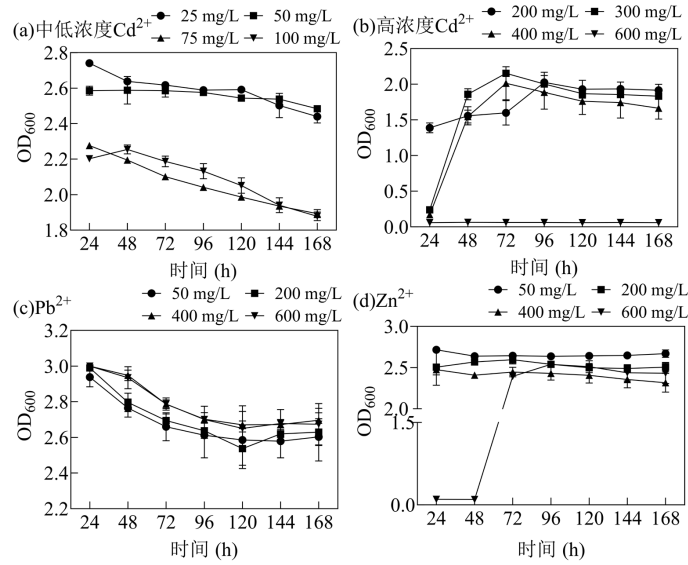 (a)中低浓度Cd²⁺
25 mg/L 50 mg/L
75 mg/L 100 mg/L
OD₆₀₀
2.8
2.6
2.4
2.2
2.0
1.8
24 48 72 96 120 144 168
时间 (h)
(b)高浓度Cd²⁺
200 mg/L 300 mg/L
400 mg/L 600 mg/L
OD₆₀₀
2.5
2.0
1.5
1.0
0.5
0.0
24 48 72 96 120 144 168
时间 (h)
(c)Pb²⁺
50 mg/L 200 mg/L
400 mg/L 600 mg/L
OD₆₀₀
3.2
3.0
2.8
2.6
2.4
2.2
24 48 72 96 120 144 168
时间 (h)
(d)Zn²⁺
50 mg/L 200 mg/L
400 mg/L 600 mg/L
OD₆₀₀
3.0
2.5
2.0
1.5
0.0
24 48 72 96 120 144 168
时间 (h)